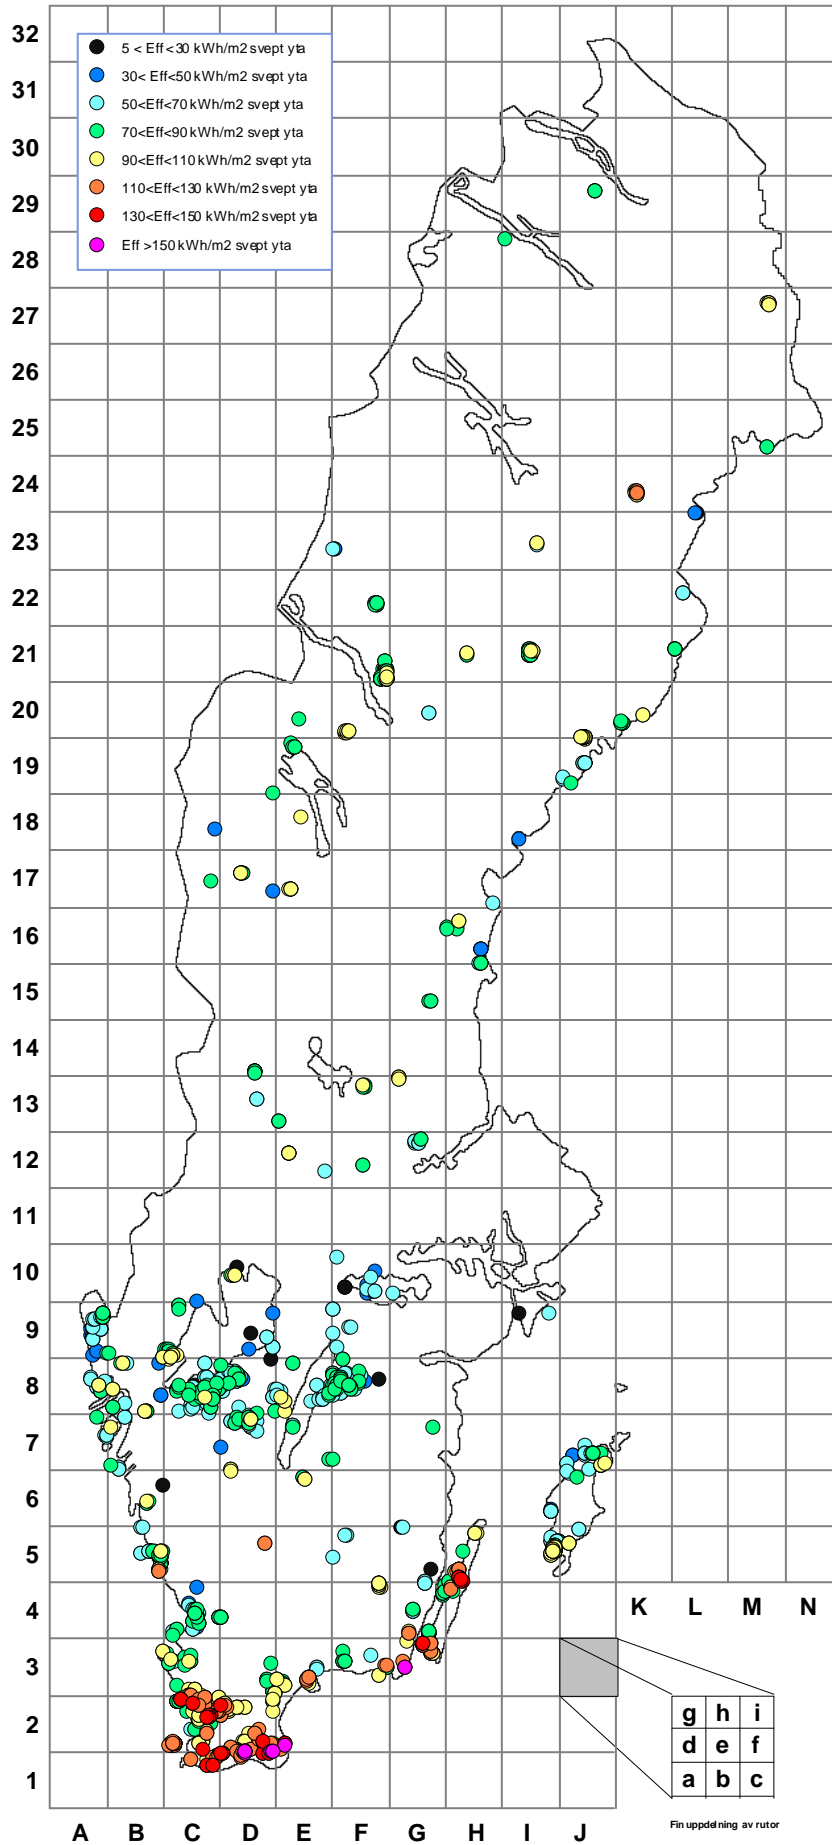 32
5 < Eff<30 kWh/m2 svept yta
30< Eff<50 kWh/m2 svept yta
31
50<Eff<70 kWh/m2 svept yta
70<Eff<90 kWh/m2 svept yta
30
90<Eff<110 kWh/m2 svept yta
110<Eff<130 kWh/m2 svept yta
29
130<Eff<150 kWh/m2 svept yta
Eff >150 kWh/m2 svept yta
28
27
26
25
24
23
22
21
20
19
18
17
16
15
14
13
12
11
10
9
8
7
6
5
4 K L M N
3
g h i
2 d e f
a b c
1
A B C D E F G H I J
Fin uppdelning av rutor